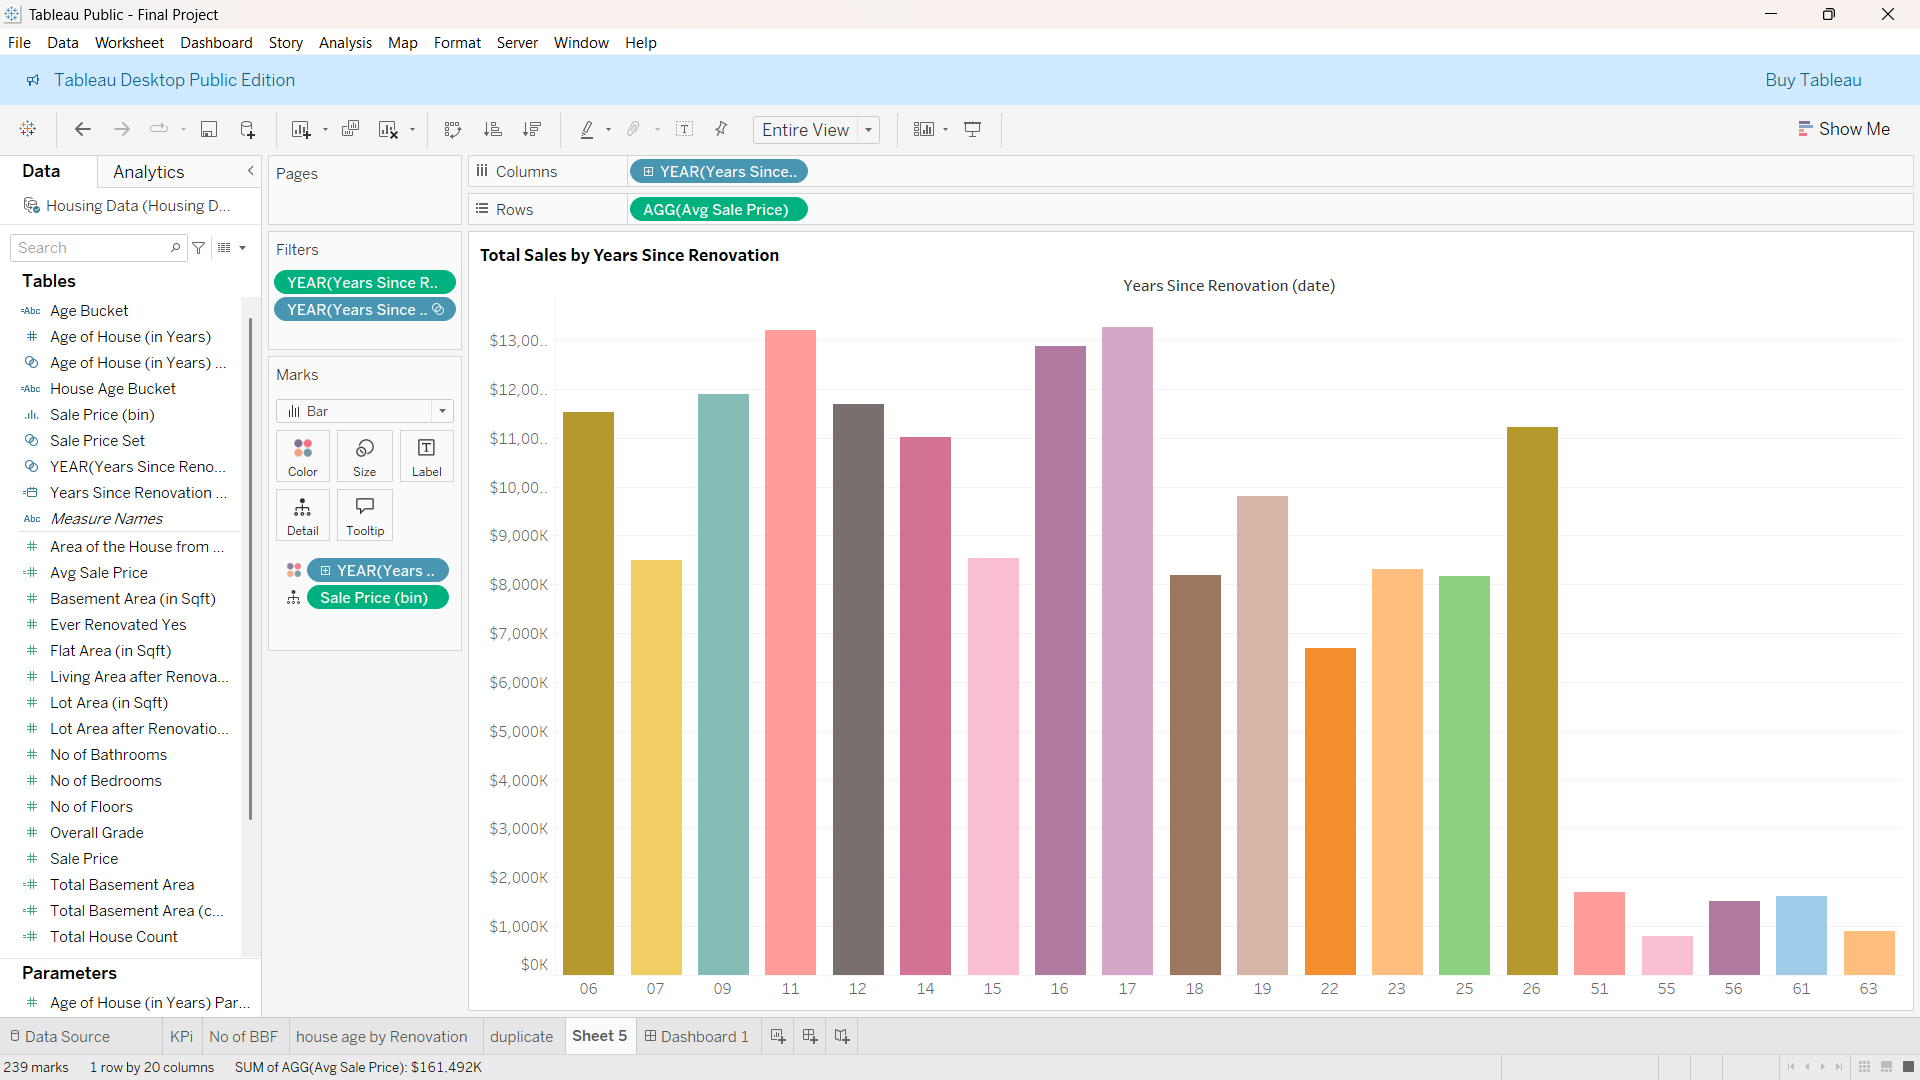 Tableau Public - Final Project
File Data Worksheet Dashboard Story Analysis Map Format Server Window Help
Tableau Desktop Public Edition
Buy Tableau
Entire View
Show Me
Data
Analytics
Housing Data (Housing D...
Search
Tables
Abc Age Bucket
Age of House (in Years)
Age of House (in Years) ...
Abc House Age Bucket
Sale Price (bin)
Sale Price Set
YEAR(Years Since Reno...
Years Since Renovation ...
Abc Measure Names
Area of the House from ...
Avg Sale Price
Basement Area (in Sqft)
Ever Renovated Yes
Flat Area (in Sqft)
Living Area after Renova...
Lot Area (in Sqft)
Lot Area after Renovatio...
No of Bathrooms
No of Bedrooms
No of Floors
Overall Grade
Sale Price
Total Basement Area
Total Basement Area (c...
Total House Count
Parameters
Age of House (in Years) Par...
Pages
Filters
YEAR(Years Since R..
YEAR(Years Since ..
Marks
Bar
Color
Size
Label
Detail
Tooltip
YEAR(Years ..
Sale Price (bin)
Columns
YEAR(Years Since..
Rows
AGG(Avg Sale Price)
Total Sales by Years Since Renovation
Years Since Renovation (date)
$13,00..
$12,00..
$11,00..
$10,00..
$9,000K
$8,000K
$7,000K
$6,000K
$5,000K
$4,000K
$3,000K
$2,000K
$1,000K
$0K
06 07 09 11 12 14 15 16 17 18 19 22 23 25 26 51 55 56 61 63
Data Source
KPi
No of BBF
house age by Renovation
duplicate
Sheet 5
Dashboard 1
239 marks
1 row by 20 columns
SUM of AGG(Avg Sale Price): $161,492K